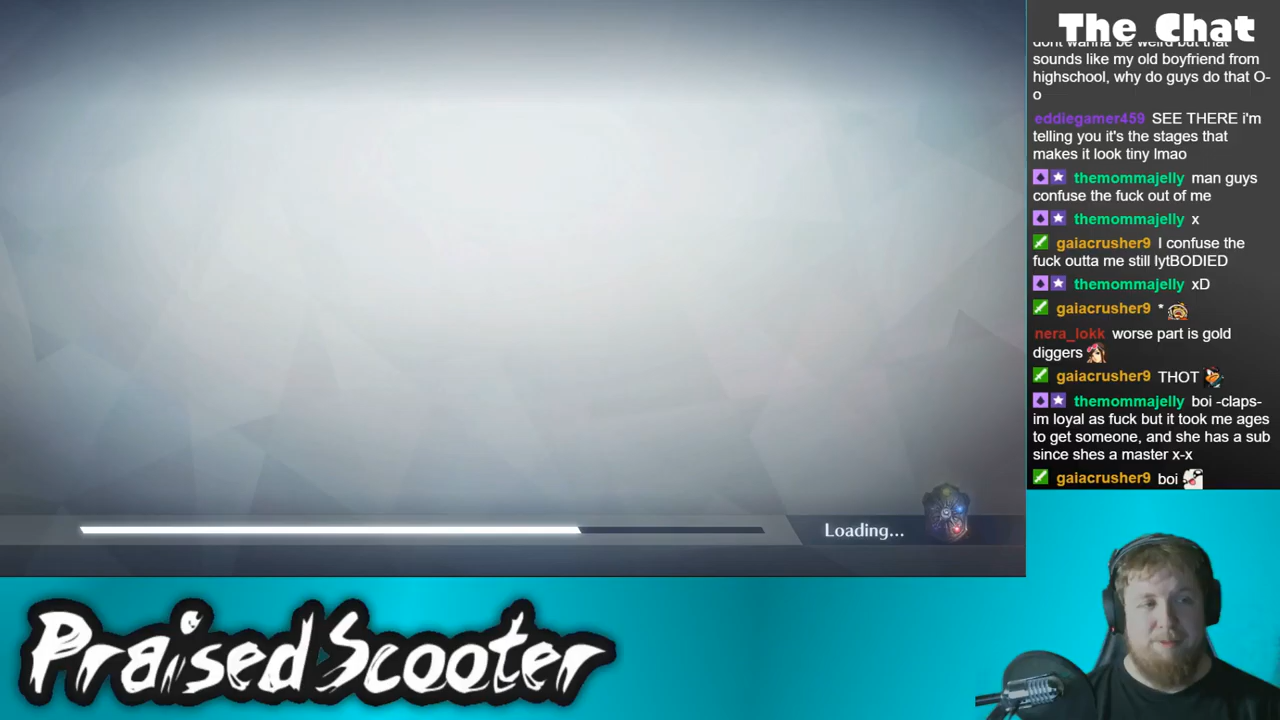 The Chat
dont wanna be weird but that
sounds like my old boyfriend from
highschool, why do guys do that O-
o
eddiegamer459 SEE THERE i'm
telling you it's the stages that
makes it look tiny lmao
themommajelly man guys
confuse the fuck out of me
themommajelly x
gaiacrusher9 I confuse the
fuck outta me still lytBODIED
themommajelly xD
gaiacrusher9 *
nera_lokk worse part is gold
diggers
gaiacrusher9 THOT
themommajelly boi -claps-
im loyal as fuck but it took me ages
to get someone, and she has a sub
since shes a master x-x
gaiacrusher9 boi
Loading...
PraisedScooter